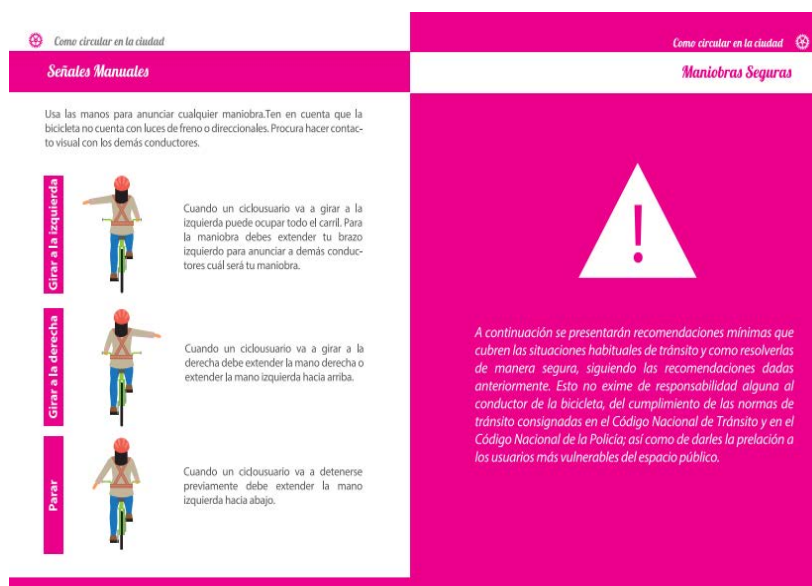 Como circular en la ciudad
Señales Manuales
Usa las manos para anunciar cualquier maniobra.Ten en cuenta que la
bicicleta no cuenta con luces de freno o direccionales. Procura hacer contac-
to visual con los demás conductores.
Girar a la izquierda
Cuando un ciclousuario va a girar a la
izquierda puede ocupar todo el carril. Para
la maniobra debes extender tu brazo
izquierdo para anunciar a demás conduc-
tores cuál será tu maniobra.
Girar a la derecha
Cuando un ciclousuario va a girar a la
derecha debe extender la mano derecha o
extender la mano izquierda hacia arriba.
Parar
Cuando un ciclousuario va a detenerse
previamente debe extender la mano
izquierda hacia abajo.
Como circular en la ciudad
Maniobras Seguras
!
A continuación se presentarán recomendaciones mínimas que
cubren las situaciones habituales de tránsito y como resolverlas
de manera segura, siguiendo las recomendaciones dadas
anteriormente. Esto no exime de responsabilidad alguna al
conductor de la bicicleta, del cumplimiento de las normas de
tránsito consignadas en el Código Nacional de Tránsito y en el
Código Nacional de la Policía; así como de darles la prelación a
los usuarios más vulnerables del espacio público.